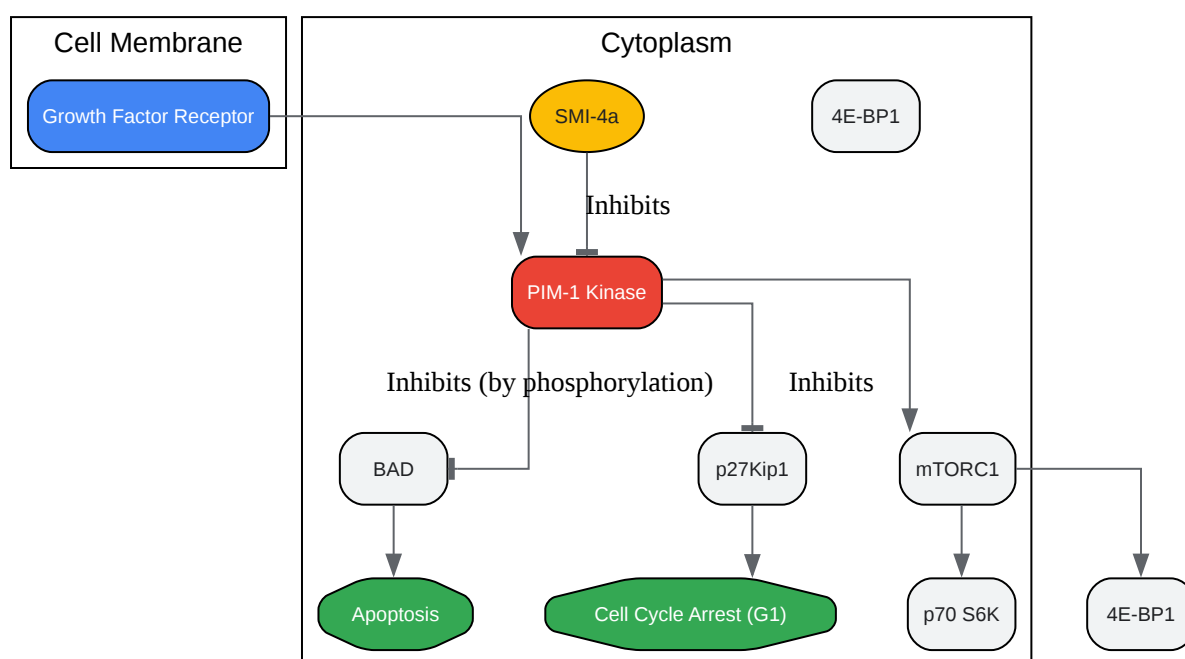 Cell Membrane
Cytoplasm
Growth Factor Receptor
SMI-4a
4E-BP1
Inhibits
PIM-1 Kinase
Inhibits (by phosphorylation)
Inhibits
BAD
p27Kip1
mTORC1
Apoptosis
Cell Cycle Arrest (G1)
p70 S6K
4E-BP1